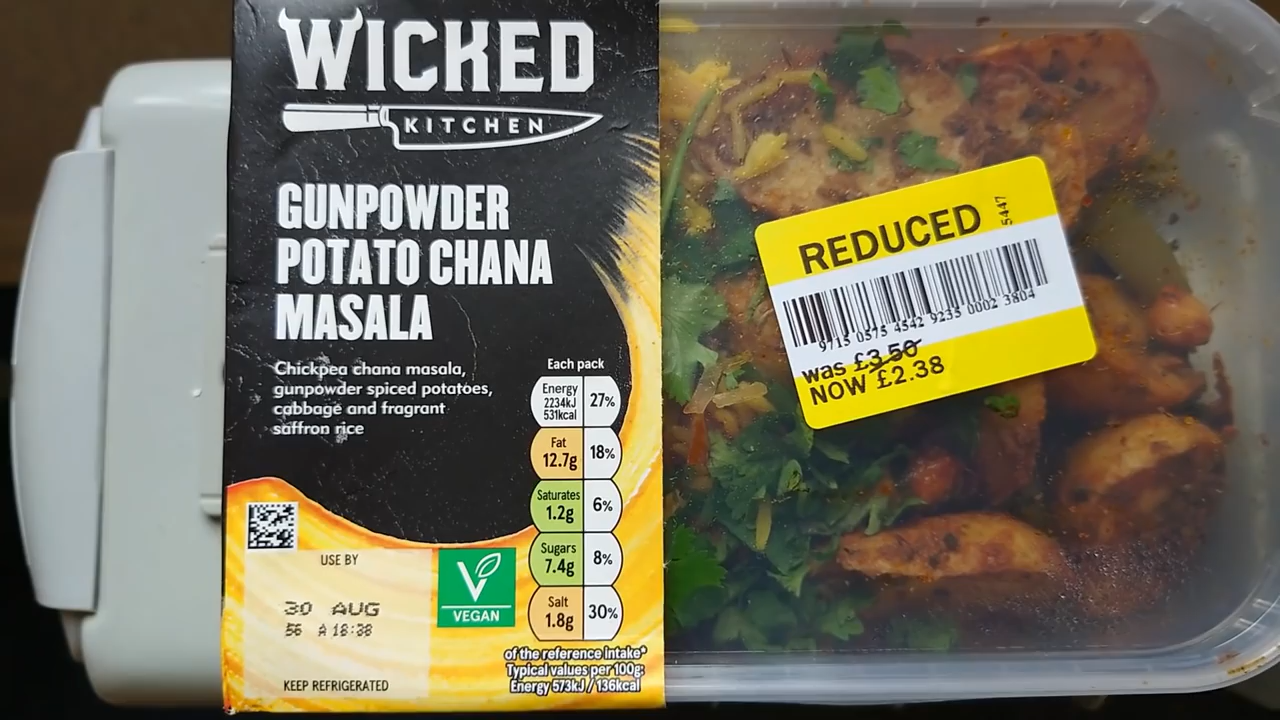 WICKED
KITCHEN
GUNPOWDER
POTATO CHANA
MASALA
Chickpea chana masala,
gunpowder spiced potatoes,
cabbage and fragrant
saffron rice
Each pack
Energy
2234kJ
531kcal
27%
Fat
12.7g
18%
Saturates
1.2g
6%
Sugars
7.4g
8%
Salt
1.8g
30%
of the reference intake*
Typical values per 100g:
Energy 573kJ / 136kcal
USE BY
30 AUG
56 A 18:38
KEEP REFRIGERATED
V
VEGAN
REDUCED
5447
9715 0575 4542 9235 0002 3804
was £3.50
NOW £2.38